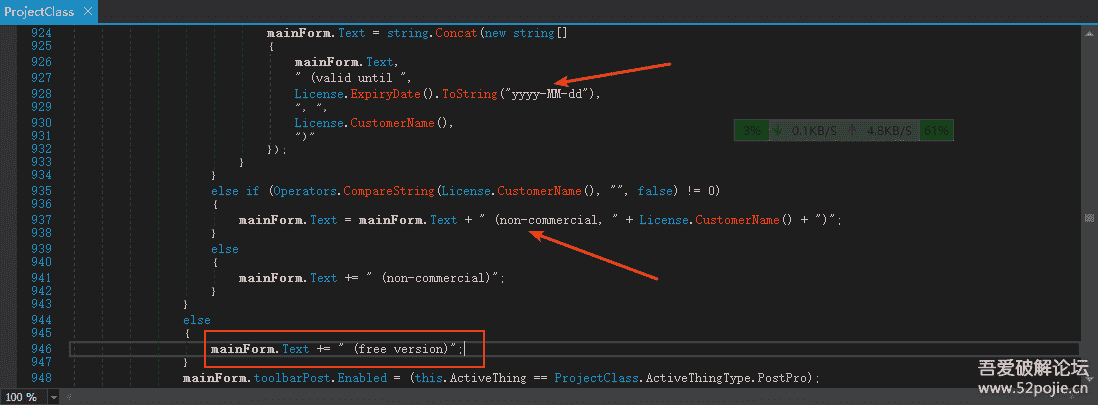 ProjectClass ×
924 mainForm.Text = string.Concat(new string[]
925 {
926 mainForm.Text,
927 " (valid until ",
928 License.ExpiryDate().ToString("yyyy-MM-dd"),
929 ", ",
930 License.CustomerName(),
931 ")"
932 });
933 }
934 }
935 else if (Operators.CompareString(License.CustomerName(), "", false) != 0)
936 {
937 mainForm.Text = mainForm.Text + " (non-commercial, " + License.CustomerName() + ")";
938 }
939 else
940 {
941 mainForm.Text += " (non-commercial)";
942 }
943 }
944 else
945 {
946 mainForm.Text += " (free version)";
947 }
948 mainForm.toolbarPost.Enabled = (this.ActiveThing == ProjectClass.ActiveThingType.PostPro);
3% ↓ 0.1KB/S ↑ 4.8KB/S 61%
100 %
吾爱破解论坛
www.52pojie.cn